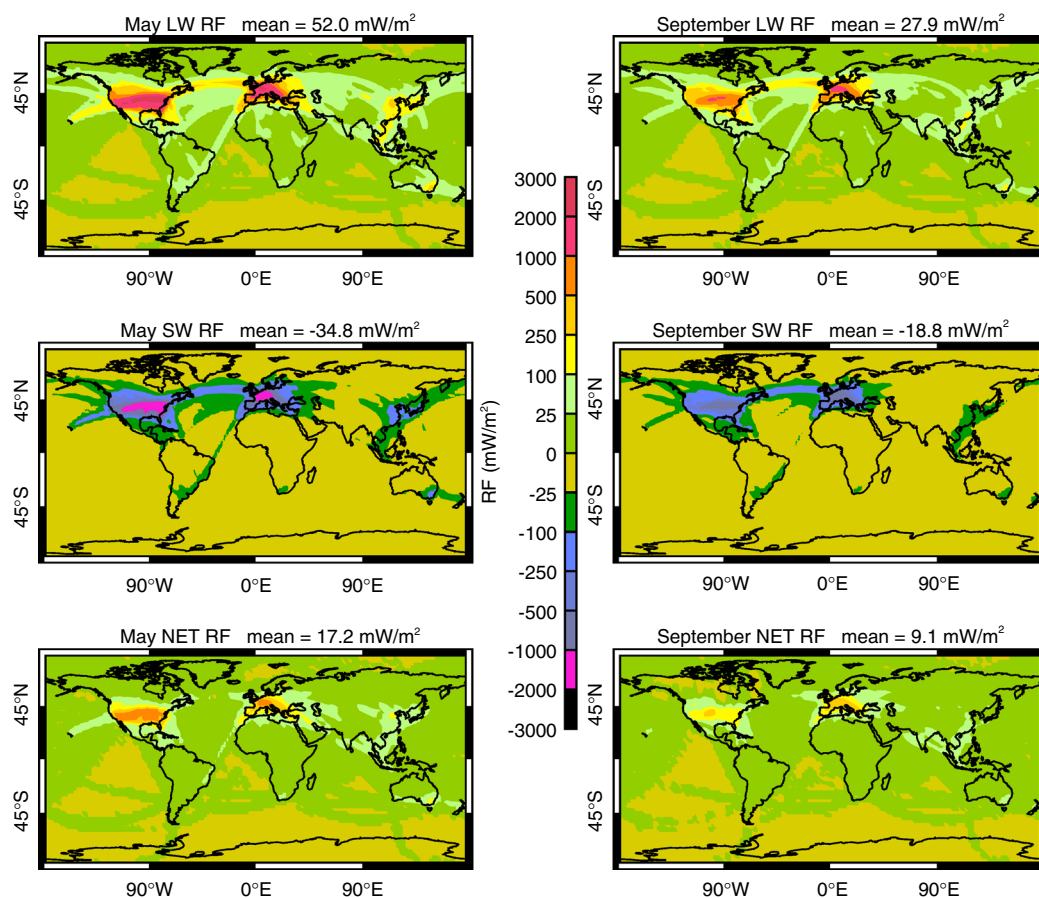 May LW RF mean = 52.0 mW/m²
September LW RF mean = 27.9 mW/m²
45°N
45°S
90°W 0°E 90°E
45°N
45°S
90°W 0°E 90°E
May SW RF mean = -34.8 mW/m²
September SW RF mean = -18.8 mW/m²
45°N
45°S
90°W 0°E 90°E
45°N
45°S
90°W 0°E 90°E
May NET RF mean = 17.2 mW/m²
September NET RF mean = 9.1 mW/m²
45°N
45°S
90°W 0°E 90°E
45°N
45°S
90°W 0°E 90°E
RF (mW/m²)
3000
2000
1000
500
250
100
25
0
-25
-100
-250
-500
-1000
-2000
-3000